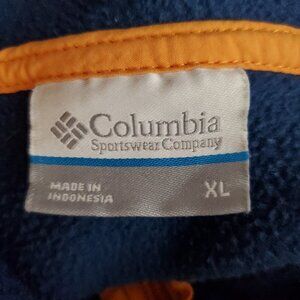 Columbia
Sportswear Company
MADE IN
INDONESIA
XL